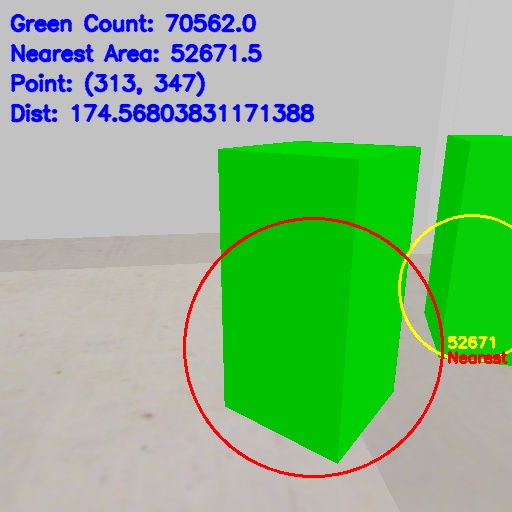 Green Count: 70562.0
Nearest Area: 52671.5
Point: (313, 347)
Dist: 174.56803831171388
52671
Nearest